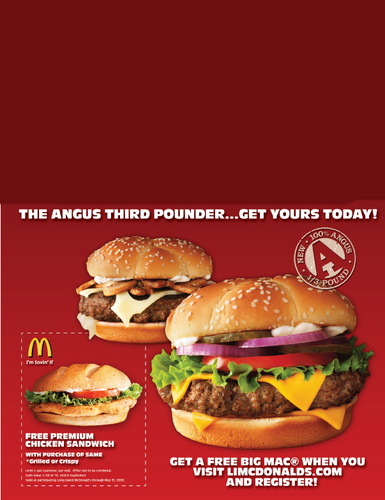 THE ANGUS THIRD POUNDER...GET YOURS TODAY!
NEW • 100% ANGUS
A
1/3 POUND
M
i'm lovin' it
FREE PREMIUM
CHICKEN SANDWICH
WITH PURCHASE OF SAME
*Grilled or Crispy
GET A FREE BIG MAC® WHEN YOU
VISIT LIMCDONALDS.COM
AND REGISTER!